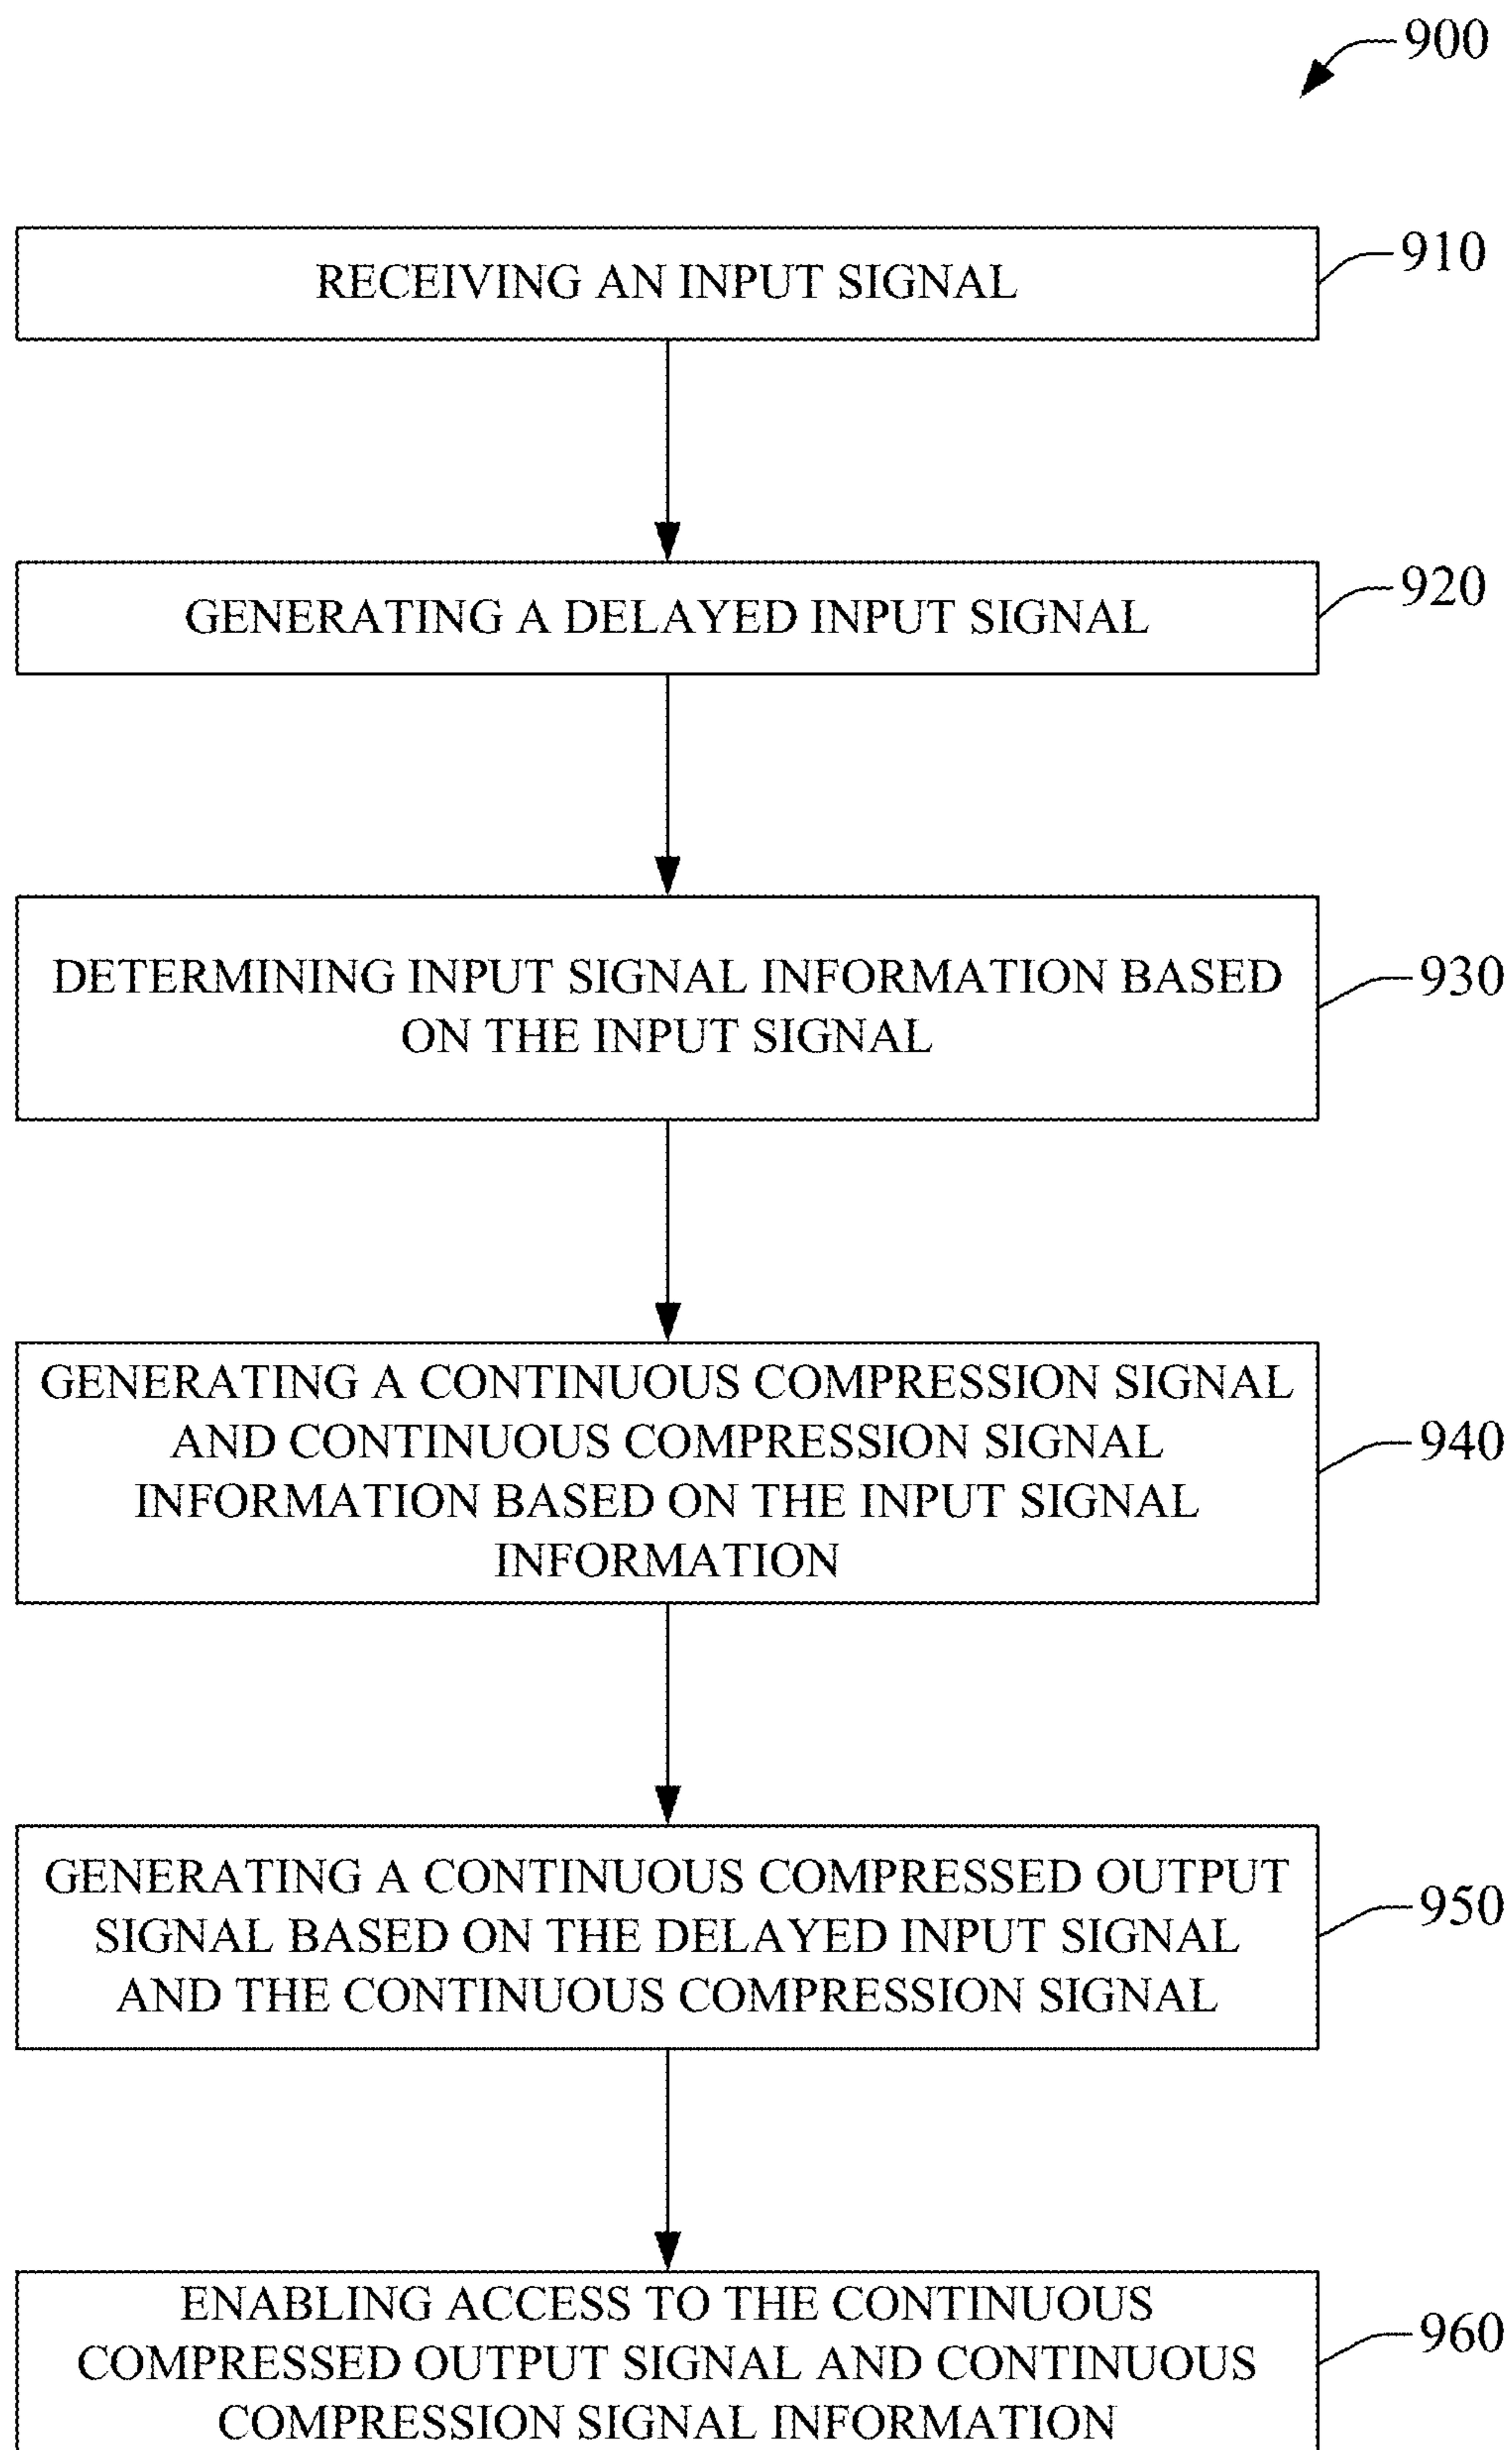 900
RECEIVING AN INPUT SIGNAL
910
GENERATING A DELAYED INPUT SIGNAL
920
DETERMINING INPUT SIGNAL INFORMATION BASED
ON THE INPUT SIGNAL
930
GENERATING A CONTINUOUS COMPRESSION SIGNAL
AND CONTINUOUS COMPRESSION SIGNAL
INFORMATION BASED ON THE INPUT SIGNAL
INFORMATION
940
GENERATING A CONTINUOUS COMPRESSED OUTPUT
SIGNAL BASED ON THE DELAYED INPUT SIGNAL
AND THE CONTINUOUS COMPRESSION SIGNAL
950
ENABLING ACCESS TO THE CONTINUOUS
COMPRESSED OUTPUT SIGNAL AND CONTINUOUS
COMPRESSION SIGNAL INFORMATION
960